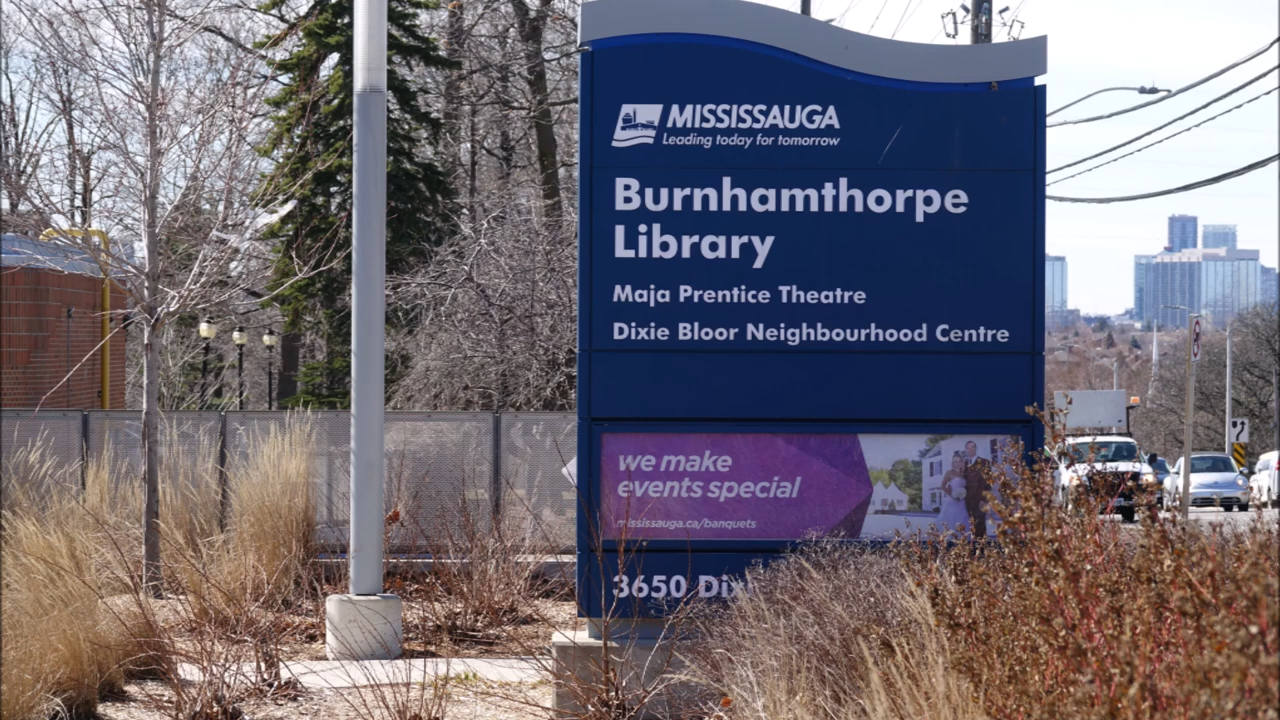 MISSISSAUGA
Leading today for tomorrow
Burnhamthorpe
Library
Maja Prentice Theatre
Dixie Bloor Neighbourhood Centre
we make
events special
mississauga.ca/banquets
3650 Dix